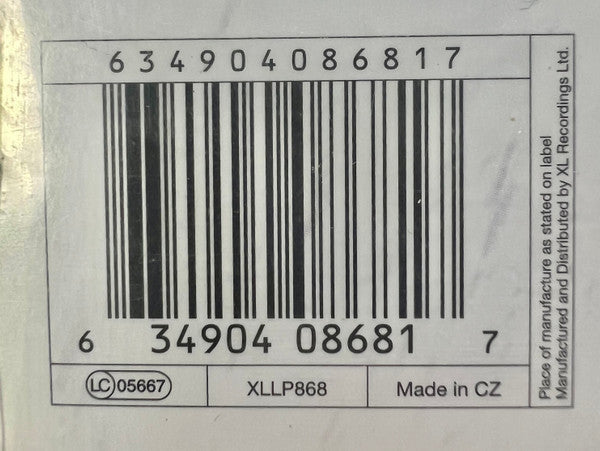 634904086817
6 34904 08681 7
LC 05667
XLLP868
Made in CZ
Place of manufacture as stated on label
Manufactured and Distributed by XL Recordings Ltd.